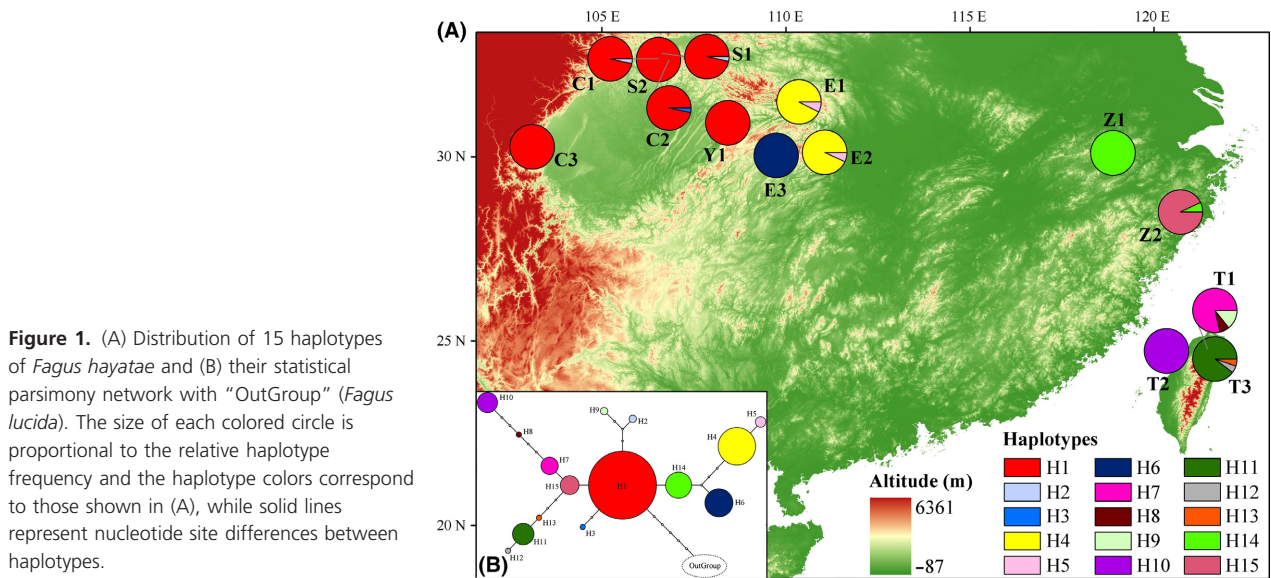 Figure 1. (A) Distribution of 15 haplotypes
of Fagus hayatae and (B) their statistical
parsimony network with “OutGroup” (Fagus
lucida). The size of each colored circle is
proportional to the relative haplotype
frequency and the haplotype colors correspond
to those shown in (A), while solid lines
represent nucleotide site differences between
haplotypes.
(A)
105 E
110 E
115 E
120 E
30 N
25 N
20 N
C1
S2
S1
C2
Y1
C3
E1
E2
E3
Z1
Z2
T1
T2
T3
(B)
H10
H8
H7
H15
H13
H11
H12
H9
H2
H1
H3
H14
H4
H5
H6
OutGroup
Altitude (m)
6361
-87
Haplotypes
H1
H2
H3
H4
H5
H6
H7
H8
H9
H10
H11
H12
H13
H14
H15